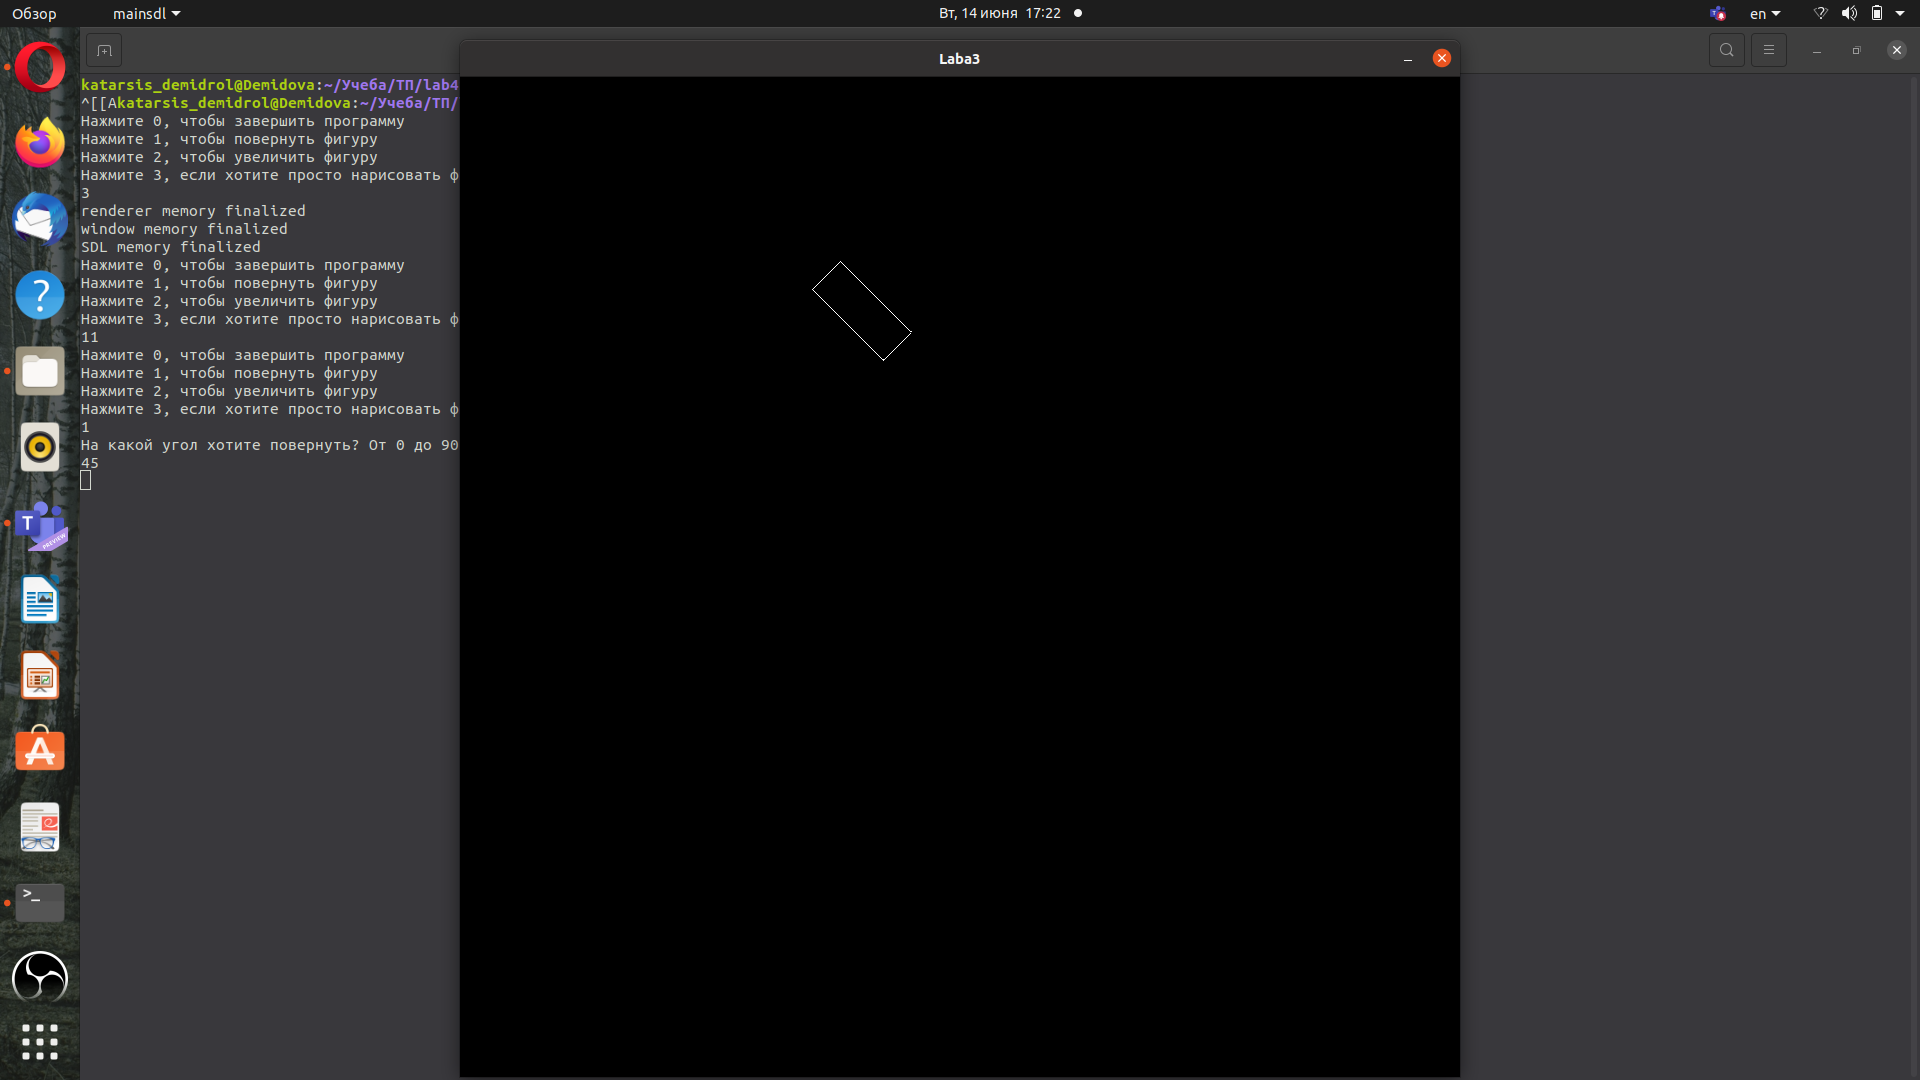 Обзор
mainsdl
Вт, 14 июня 17:22
en
Laba3
katarsis_demidrol@Demidova:~/Учеба/ТП/lab4
^[[Akatarsis_demidrol@Demidova:~/Учеба/ТП/
Нажмите 0, чтобы завершить программу
Нажмите 1, чтобы повернуть фигуру
Нажмите 2, чтобы увеличить фигуру
Нажмите 3, если хотите просто нарисовать ф
3
renderer memory finalized
window memory finalized
SDL memory finalized
Нажмите 0, чтобы завершить программу
Нажмите 1, чтобы повернуть фигуру
Нажмите 2, чтобы увеличить фигуру
Нажмите 3, если хотите просто нарисовать ф
11
Нажмите 0, чтобы завершить программу
Нажмите 1, чтобы повернуть фигуру
Нажмите 2, чтобы увеличить фигуру
Нажмите 3, если хотите просто нарисовать ф
1
На какой угол хотите повернуть? От 0 до 90
45
T
PREVIEW
>_